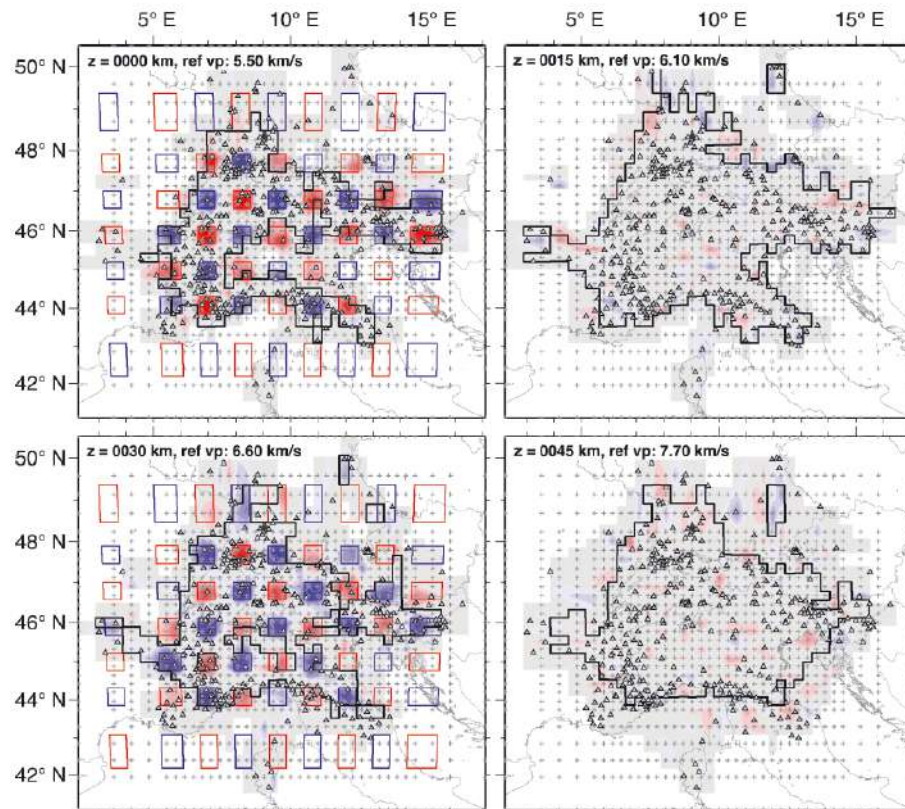 5° E 10° E 15° E 5° E 10° E 15° E
z = 0000 km, ref vp: 5.50 km/s
z = 0015 km, ref vp: 6.10 km/s
50° N
48° N
46° N
44° N
42° N
z = 0030 km, ref vp: 6.60 km/s
z = 0045 km, ref vp: 7.70 km/s
50° N
48° N
46° N
44° N
42° N